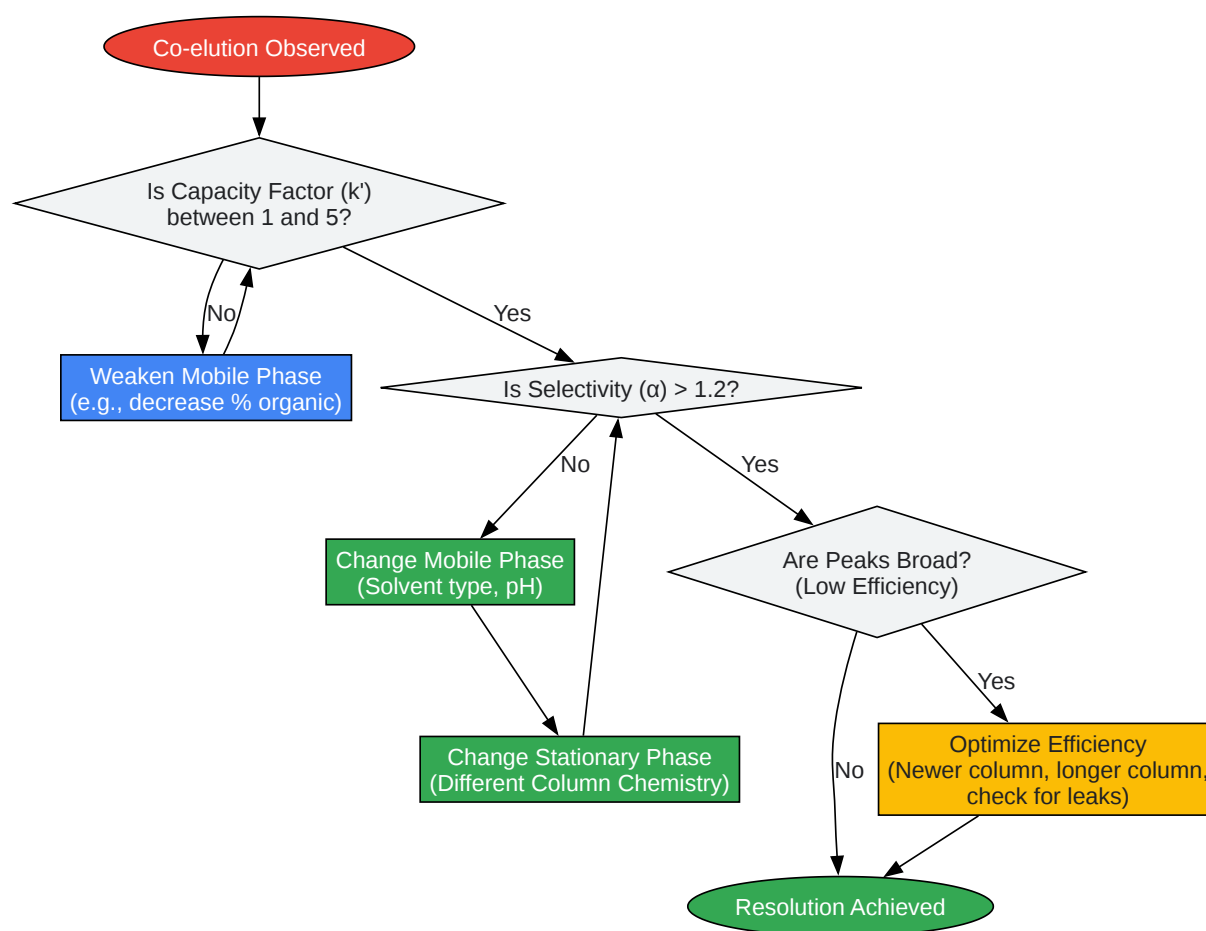 Co-elution Observed
Is Capacity Factor (k')
between 1 and 5?
No
Yes
Weaken Mobile Phase
(e.g., decrease % organic)
Is Selectivity (α) > 1.2?
No
Yes
Change Mobile Phase
(Solvent type, pH)
Are Peaks Broad?
(Low Efficiency)
Yes
Change Stationary Phase
(Different Column Chemistry)
No
Optimize Efficiency
(Newer column, longer column,
check for leaks)
Resolution Achieved